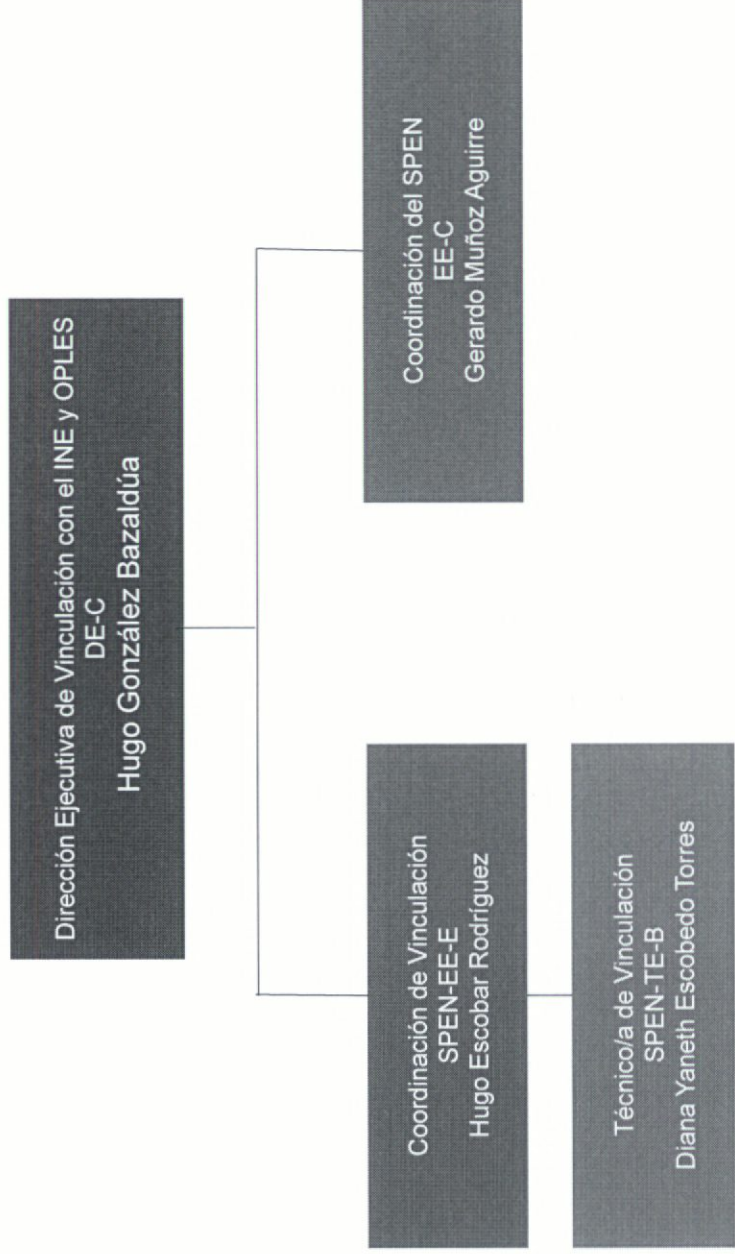 Dirección Ejecutiva de Vinculación con el INE y OPLES
DE-C
Hugo González Bazaldúa
Coordinación de Vinculación
SPEN-EE-E
Hugo Escobar Rodríguez
Técnico/a de Vinculación
SPEN-TE-B
Diana Yaneth Escobedo Torres
Coordinación del SPEN
EE-C
Gerardo Muñoz Aguirre